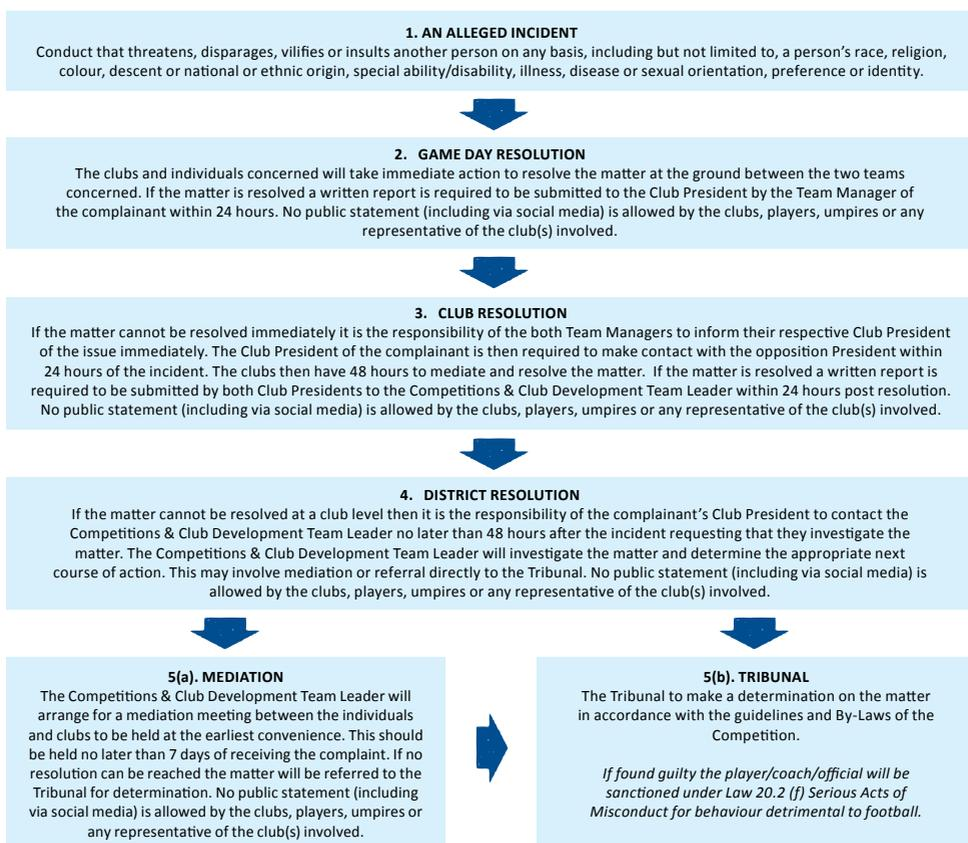 1. AN ALLEGED INCIDENT
Conduct that threatens, disparages, vilifies or insults another person on any basis, including but not limited to, a person's race, religion,
colour, descent or national or ethnic origin, special ability/disability, illness, disease or sexual orientation, preference or identity.
2. GAME DAY RESOLUTION
The clubs and individuals concerned will take immediate action to resolve the matter at the ground between the two teams
concerned. If the matter is resolved a written report is required to be submitted to the Club President by the Team Manager of
the complainant within 24 hours. No public statement (including via social media) is allowed by the clubs, players, umpires or any
representative of the club(s) involved.
3. CLUB RESOLUTION
If the matter cannot be resolved immediately it is the responsibility of the both Team Managers to inform their respective Club President
of the issue immediately. The Club President of the complainant is then required to make contact with the opposition President within
24 hours of the incident. The clubs then have 48 hours to mediate and resolve the matter. If the matter is resolved a written report is
required to be submitted by both Club Presidents to the Competitions & Club Development Team Leader within 24 hours post resolution.
No public statement (including via social media) is allowed by the clubs, players, umpires or any representative of the club(s) involved.
4. DISTRICT RESOLUTION
If the matter cannot be resolved at a club level then it is the responsibility of the complainant's Club President to contact the
Competitions & Club Development Team Leader no later than 48 hours after the incident requesting that they investigate the
matter. The Competitions & Club Development Team Leader will investigate the matter and determine the appropriate next
course of action. This may involve mediation or referral directly to the Tribunal. No public statement (including via social media) is
allowed by the clubs, players, umpires or any representative of the club(s) involved.
5(a). MEDIATION
The Competitions & Club Development Team Leader will
arrange for a mediation meeting between the individuals
and clubs to be held at the earliest convenience. This should
be held no later than 7 days of receiving the complaint. If no
resolution can be reached the matter will be referred to the
Tribunal for determination. No public statement (including
via social media) is allowed by the clubs, players, umpires or
any representative of the club(s) involved.
5(b). TRIBUNAL
The Tribunal to make a determination on the matter
in accordance with the guidelines and By-Laws of the
Competition.
If found guilty the player/coach/official will be
sanctioned under Law 20.2 (f) Serious Acts of
Misconduct for behaviour detrimental to football.